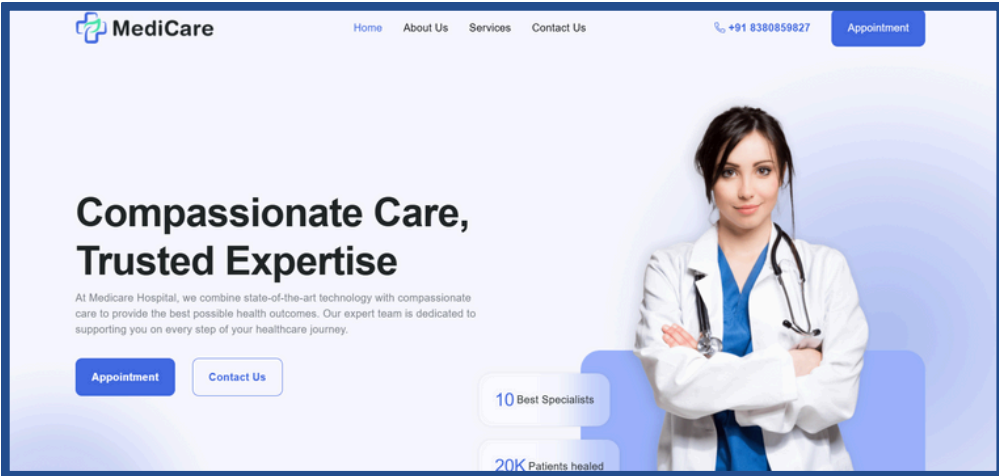 MediCare
Home About Us Services Contact Us
+91 8380859827
Appointment
Compassionate Care,
Trusted Expertise
At Medicare Hospital, we combine state-of-the-art technology with compassionate
care to provide the best possible health outcomes. Our expert team is dedicated to
supporting you on every step of your healthcare journey.
Appointment
Contact Us
10 Best Specialists
20K Patients healed